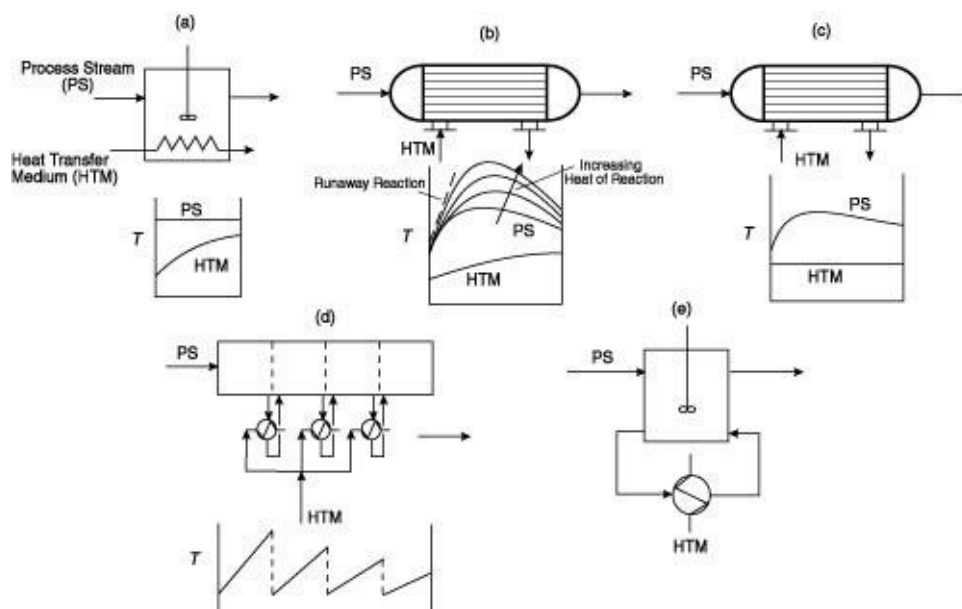 (a)
Process Stream
(PS)
Heat Transfer
Medium (HTM)
PS
T
HTM
(b)
PS
HTM
Runaway Reaction
Increasing
Heat of Reaction
T
PS
HTM
(c)
PS
HTM
T
PS
HTM
(d)
PS
HTM
T
(e)
PS
HTM